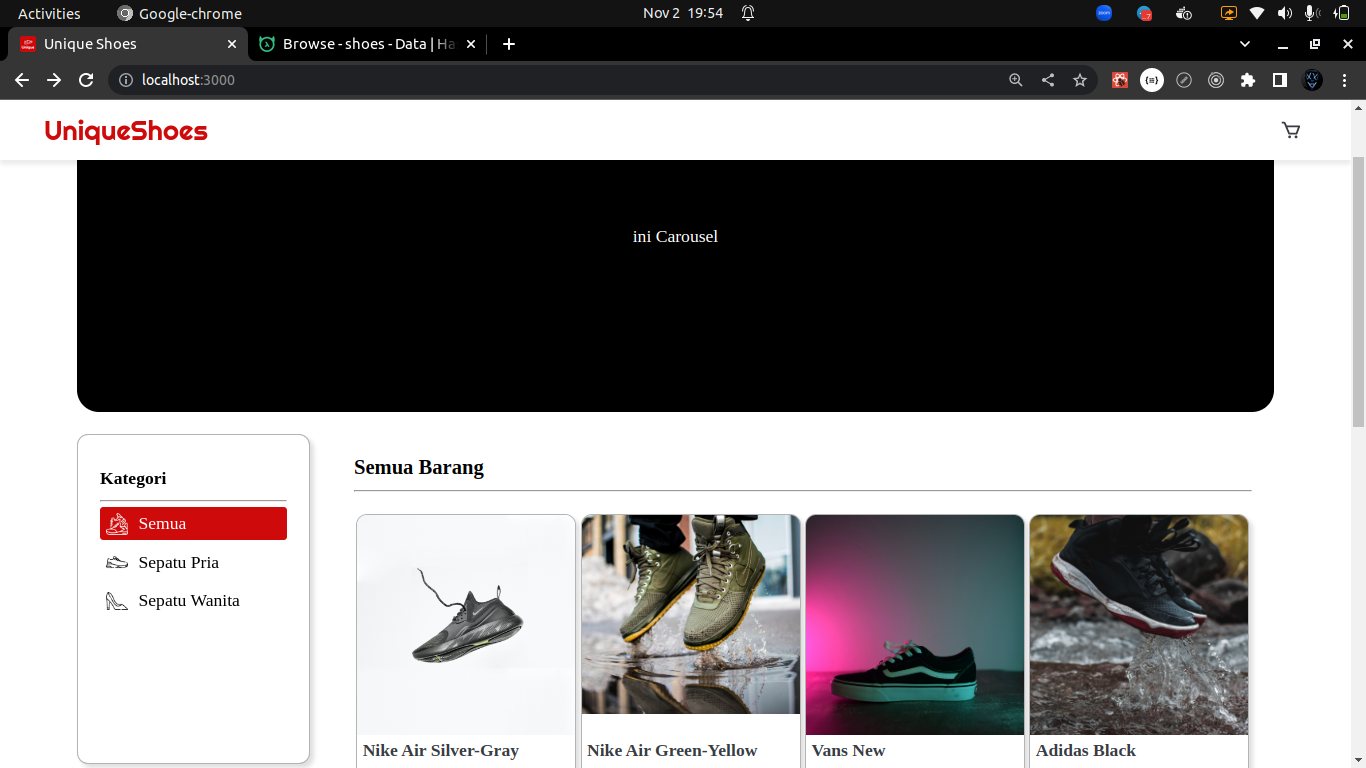 Activities
Google-chrome
Nov 2 19:54
zoom
7
Unique Shoes
Browse - shoes - Data | Ha
localhost:3000
UniqueShoes
ini Carousel
Kategori
Semua
Sepatu Pria
Sepatu Wanita
Semua Barang
Nike Air Silver-Gray
Nike Air Green-Yellow
Vans New
Adidas Black